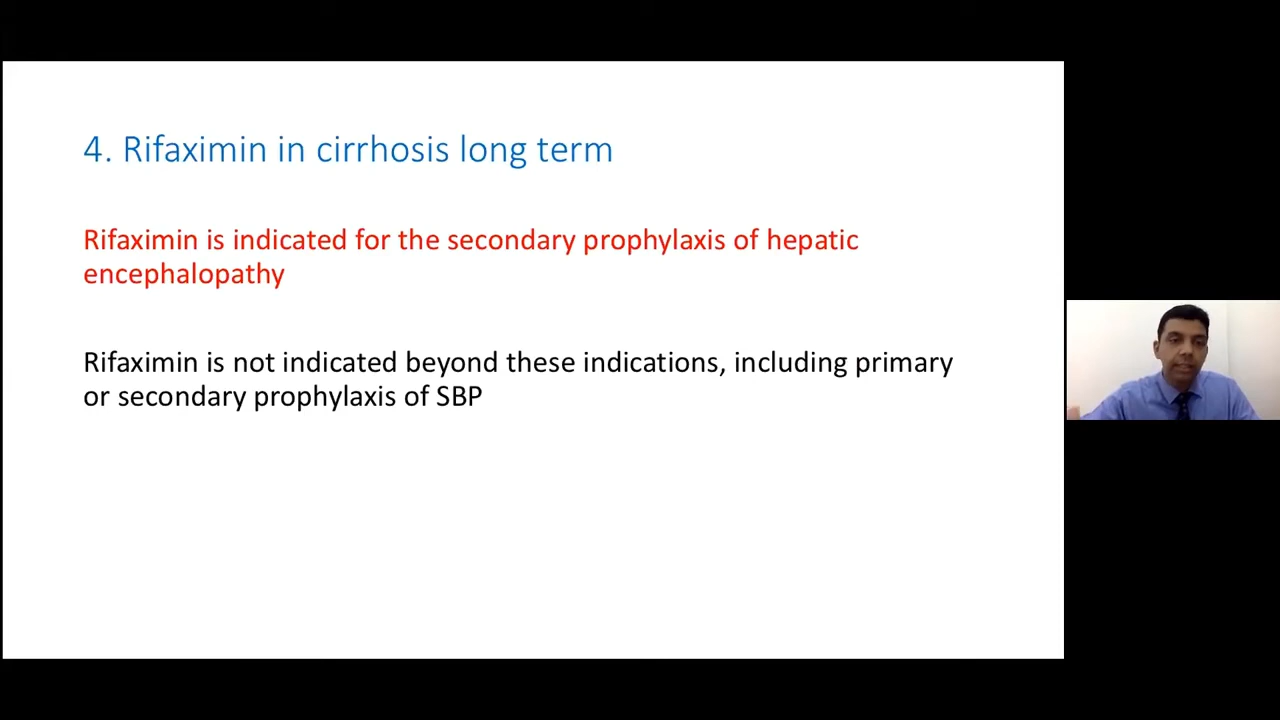 4. Rifaximin in cirrhosis long term
Rifaximin is indicated for the secondary prophylaxis of hepatic
encephalopathy
Rifaximin is not indicated beyond these indications, including primary
or secondary prophylaxis of SBP